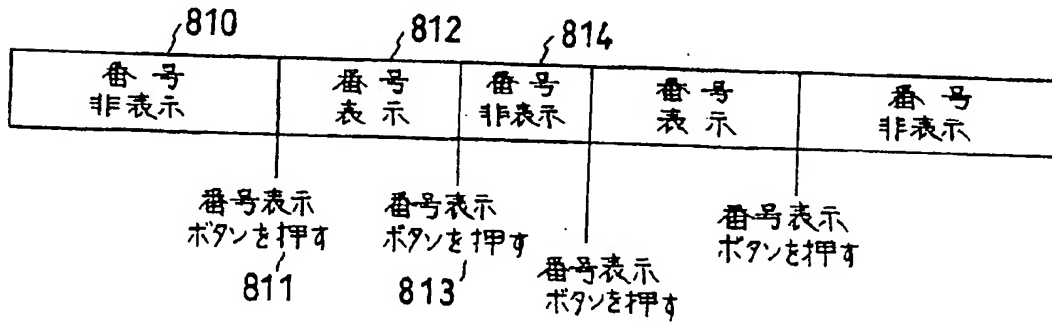 810
812
814
番号
非表示
番号
表示
番号
非表示
番号
表示
番号
非表示
番号表示
ボタンを押す
811
番号表示
ボタンを押す
813
番号表示
ボタンを押す
番号表示
ボタンを押す